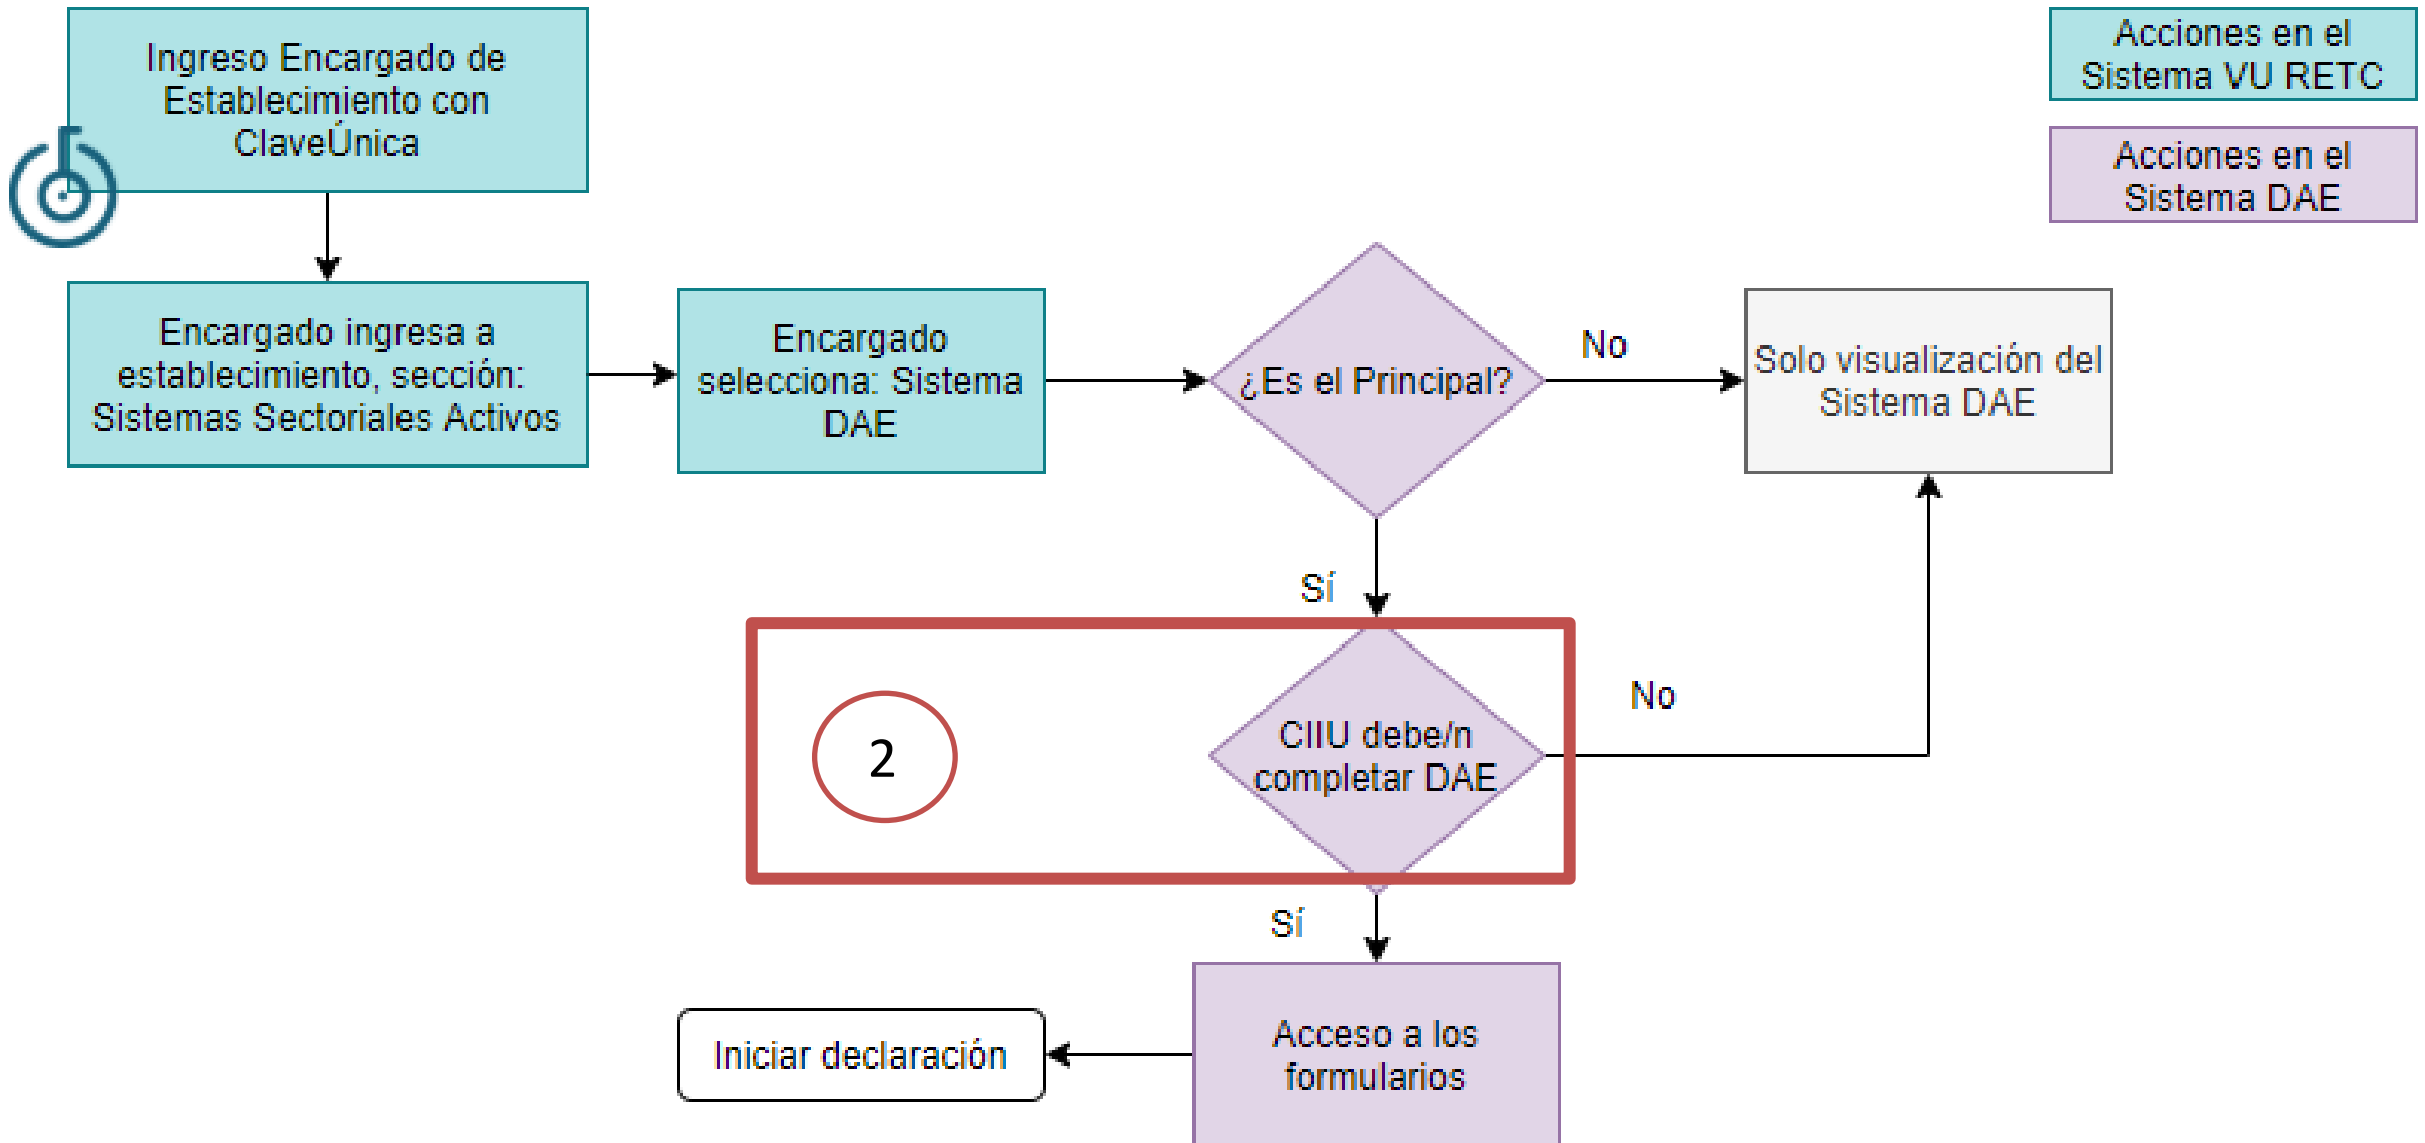 Ingreso Encargado de
Establecimiento con
ClaveÚnica
Acciones en el
Sistema VU RETC
Acciones en el
Sistema DAE
Encargado ingresa a
establecimiento, sección:
Sistemas Sectoriales Activos
Encargado
selecciona: Sistema
DAE
¿Es el Principal?
No
Solo visualización del
Sistema DAE
Sí
2
CIIU debe/n
completar DAE
No
Sí
Iniciar declaración
Acceso a los
formularios